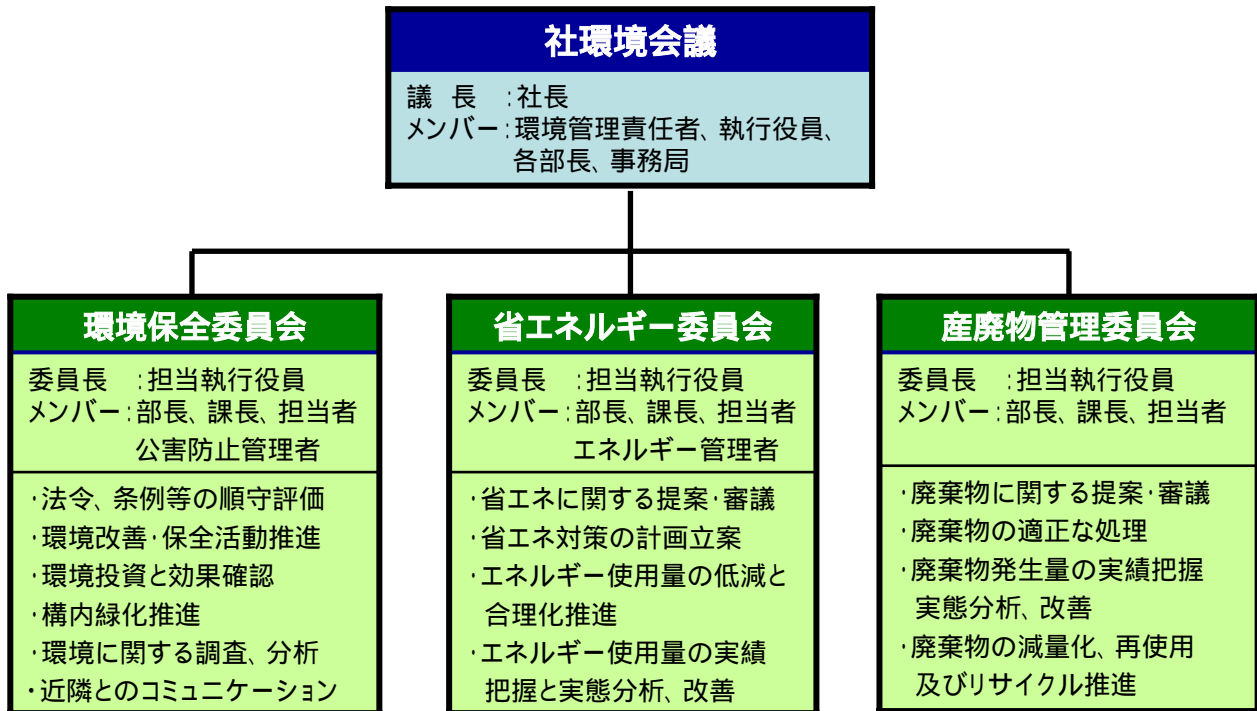 社環境会議
議 長 :社長
メンバー:環境管理責任者、執行役員、
各部長、事務局
環境保全委員会
委員長 :担当執行役員
メンバー:部長、課長、担当者
公害防止管理者
・法令、条例等の順守評価
・環境改善・保全活動推進
・環境投資と効果確認
・構内緑化推進
・環境に関する調査、分析
・近隣とのコミュニケーション
省エネルギー委員会
委員長 :担当執行役員
メンバー:部長、課長、担当者
エネルギー管理者
・省エネに関する提案・審議
・省エネ対策の計画立案
・エネルギー使用量の低減と
合理化推進
・エネルギー使用量の実績
把握と実態分析、改善
産廃物管理委員会
委員長 :担当執行役員
メンバー:部長、課長、担当者
・廃棄物に関する提案・審議
・廃棄物の適正な処理
・廃棄物発生量の実績把握
実態分析、改善
・廃棄物の減量化、再使用
及びリサイクル推進